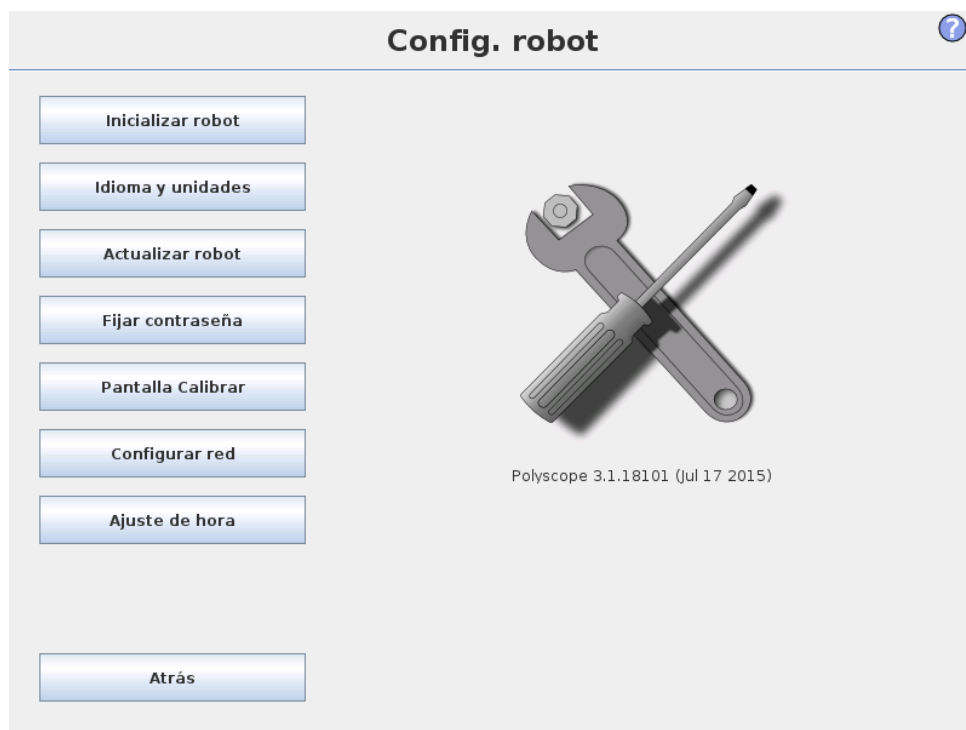 Config. robot
?
Inicializar robot
Idioma y unidades
Actualizar robot
Fijar contraseña
Pantalla Calibrar
Configurar red
Ajuste de hora
Polyscope 3.1.18101 (Jul 17 2015)
Atrás